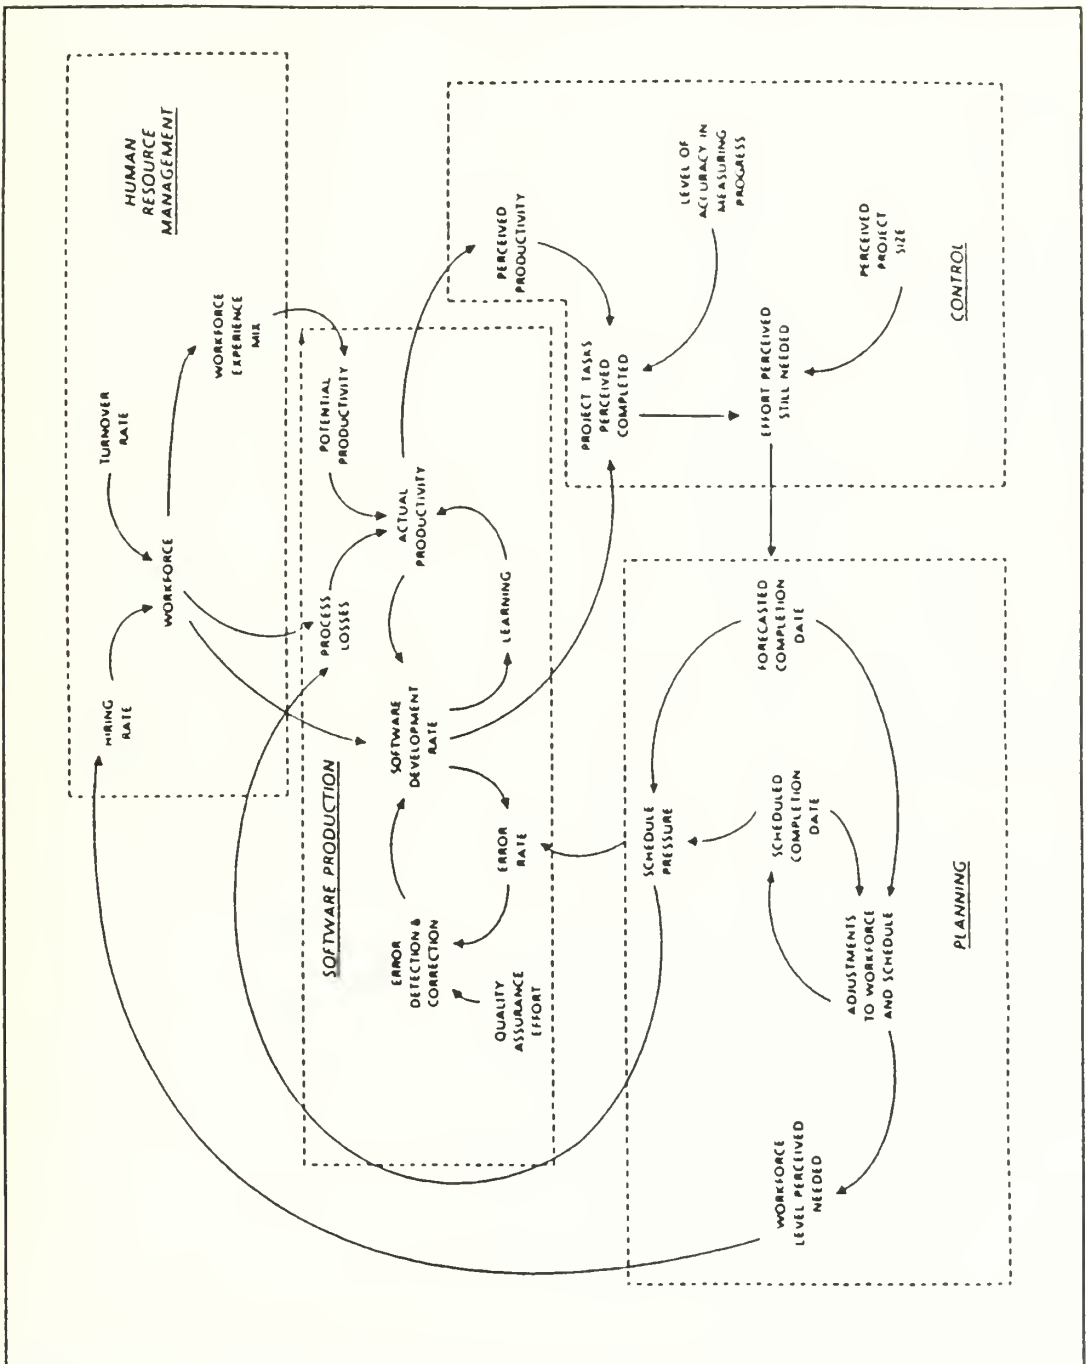 HUMAN
RESOURCE
MANAGEMENT
HIRING
RATE
TURNOVER
RATE
WORKFORCE
WORKFORCE
EXPERIENCE
MIX
SOFTWARE PRODUCTION
PROCESS
LOSSES
POTENTIAL
PRODUCTIVITY
ERROR
DETECTION &
CORRECTION
SOFTWARE
DEVELOPMENT
RATE
ACTUAL
PRODUCTIVITY
QUALITY
ASSURANCE
EFFORT
ERROR
RATE
LEARNING
PERCEIVED
PRODUCTIVITY
PROJECT TASKS
PERCEIVED
COMPLETED
LEVEL OF
ACCURACY IN
MEASURING
PROGRESS
EFFORT PERCEIVED
STILL NEEDED
PERCEIVED
PROJECT
SIZE
CONTROL
SCHEDULE
PRESSURE
FORECASTED
COMPLETION
DATE
SCHEDULED
COMPLETION
DATE
WORKFORCE
LEVEL PERCEIVED
NEEDED
ADJUSTMENTS
TO WORKFORCE
AND SCHEDULE
PLANNING